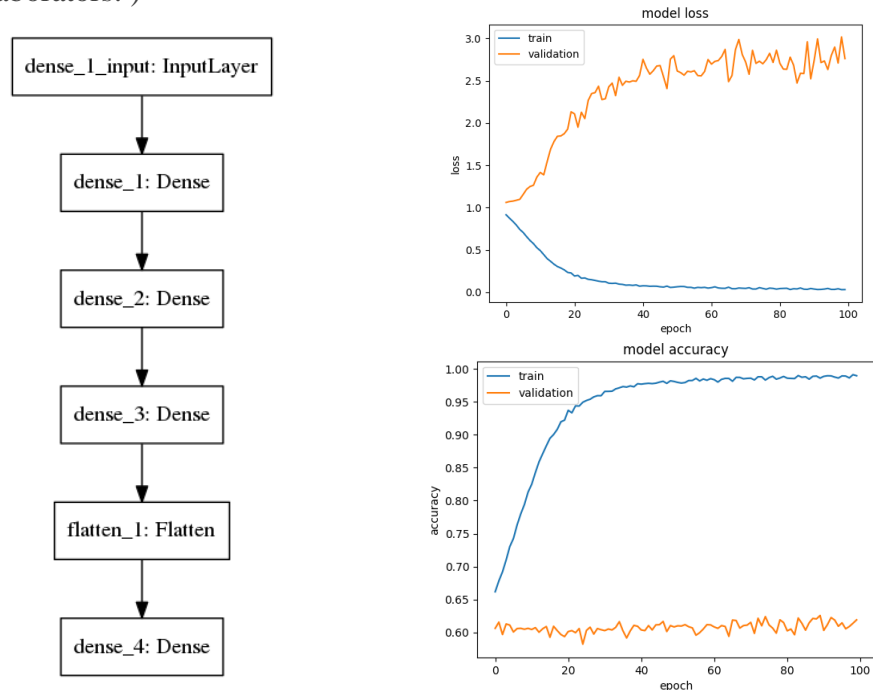 dense_1_input: InputLayer
dense_1: Dense
dense_2: Dense
dense_3: Dense
flatten_1: Flatten
dense_4: Dense
model loss
train
validation
3.0
2.5
2.0
1.5
1.0
0.5
0.0
loss
0
20
40
60
80
100
epoch
model accuracy
train
validation
1.00
0.95
0.90
0.85
0.80
0.75
0.70
0.65
0.60
accuracy
0
20
40
60
80
100
epoch